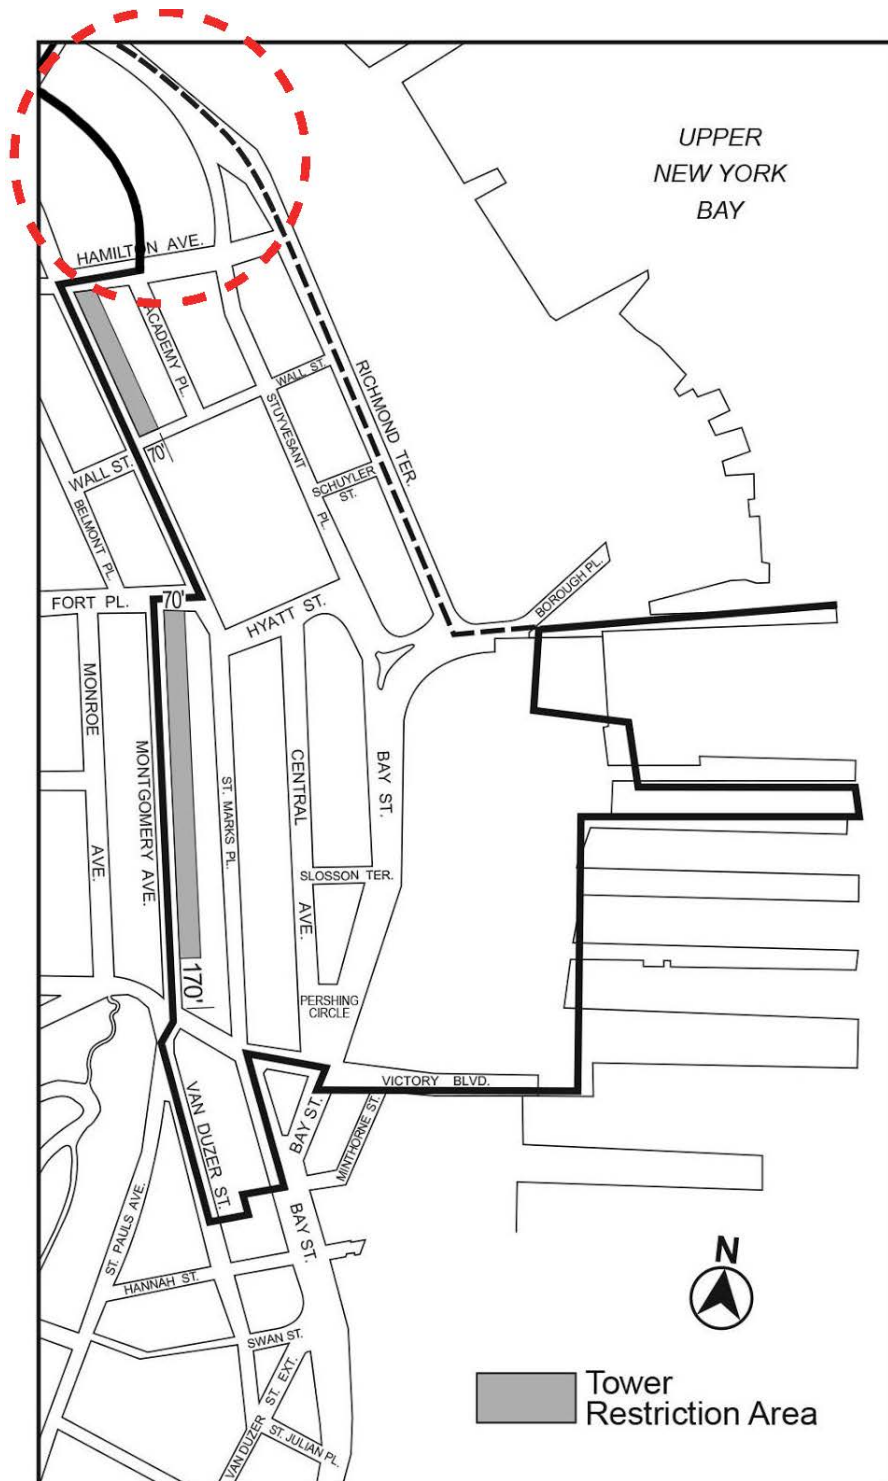 UPPER
NEW YORK
BAY
HAMILTON AVE.
ACADEMY PL.
WALL ST.
RICHMOND TER.
STUYVESANT
PL.
70'
WALL ST.
SCHUYLER
ST.
BELMONT PL.
BOROUGH PL.
FORT PL.
70'
HYATT ST.
MONROE
AVE.
MONTGOMERY AVE.
ST. MARKS PL.
CENTRAL
AVE.
BAY ST.
SLOSSON TER.
170'
PERSHING
CIRCLE
VICTORY BLVD.
VAN DUZER ST.
BAY ST.
MINTHORNE ST.
ST. PAULS AVE.
BAY ST.
HANNAH ST.
SWAN ST.
VAN DUZER ST. EXT.
ST. JULIAN PL.
N
Tower
Restriction Area